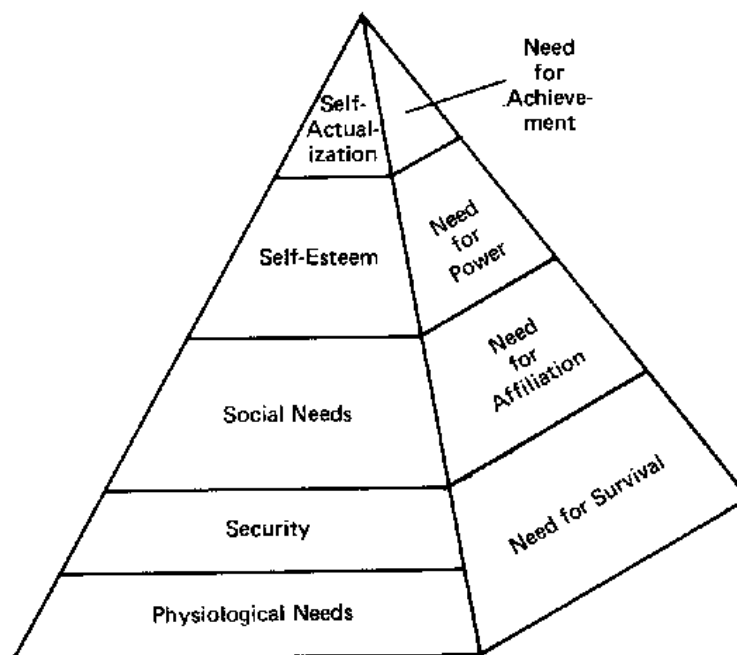 Need
for
Achieve-
ment
Self-
Actual-
ization
Need
for
Power
Self-Esteem
Need
for
Affiliation
Social Needs
Need for Survival
Security
Physiological Needs